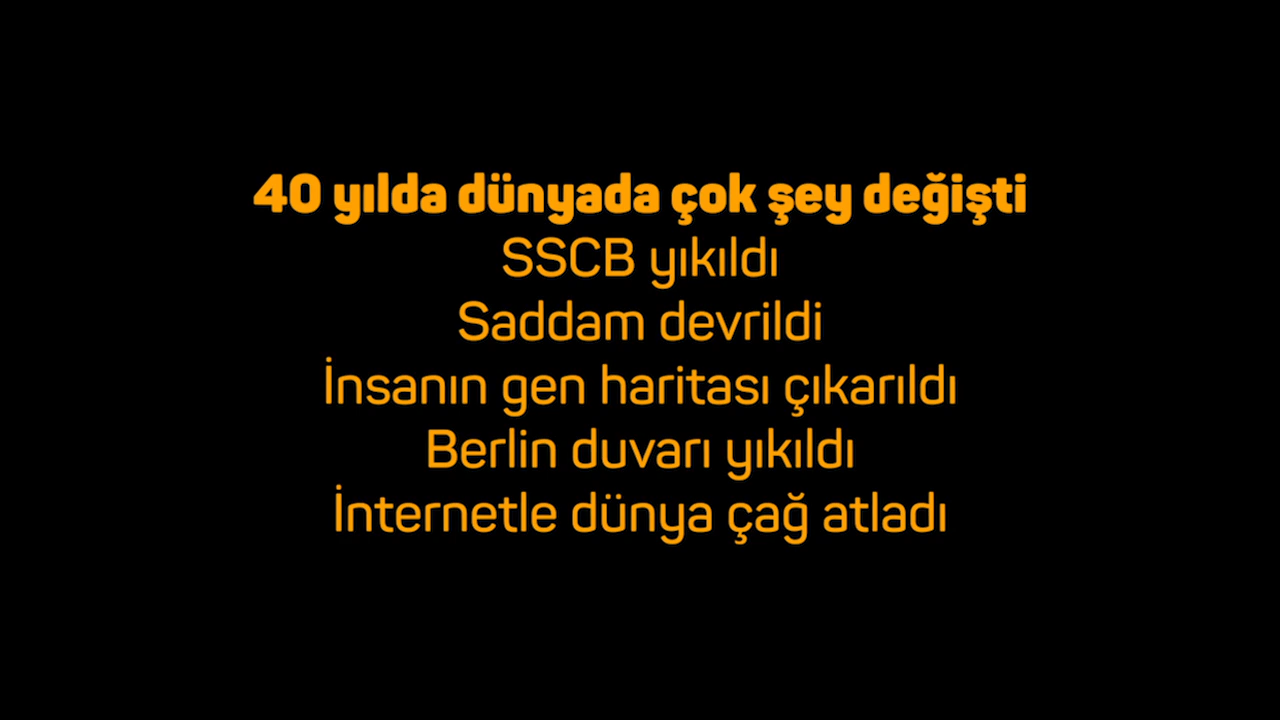 40 yılda dünyada çok şey değişti
SSCB yıkıldı
Saddam devrildi
İnsanın gen haritası çıkarıldı
Berlin duvarı yıkıldı
İnternetle dünya çağ atladı